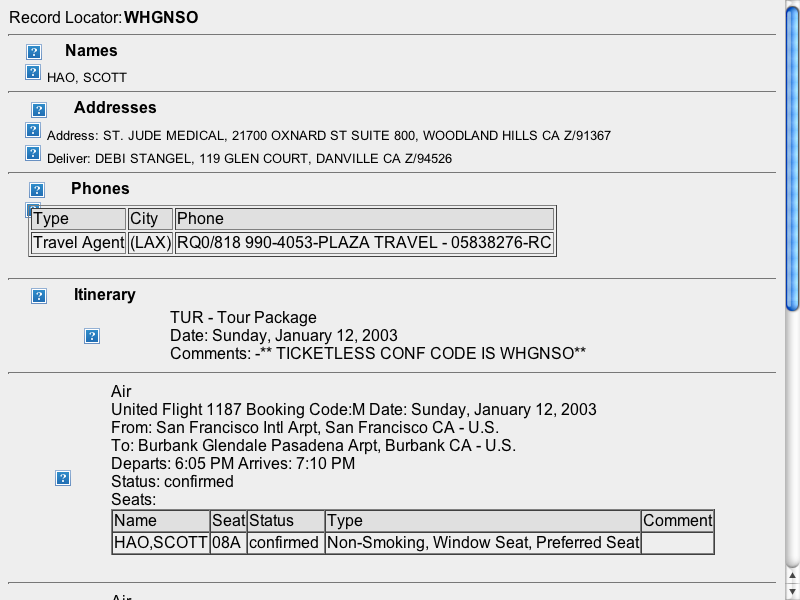 Record Locator:WHGNSO
Names
HAO, SCOTT
Addresses
Address: ST. JUDE MEDICAL, 21700 OXNARD ST SUITE 800, WOODLAND HILLS CA Z/91367
Deliver: DEBI STANGEL, 119 GLEN COURT, DANVILLE CA Z/94526
Phones
Type City Phone
Travel Agent (LAX) RQ0/818 990-4053-PLAZA TRAVEL - 05838276-RC
Itinerary
TUR - Tour Package
Date: Sunday, January 12, 2003
Comments: -** TICKETLESS CONF CODE IS WHGNSO**
Air
United Flight 1187 Booking Code:M Date: Sunday, January 12, 2003
From: San Francisco Intl Arpt, San Francisco CA - U.S.
To: Burbank Glendale Pasadena Arpt, Burbank CA - U.S.
Departs: 6:05 PM Arrives: 7:10 PM
Status: confirmed
Seats:
Name Seat Status Type Comment
HAO,SCOTT 08A confirmed Non-Smoking, Window Seat, Preferred Seat
Air